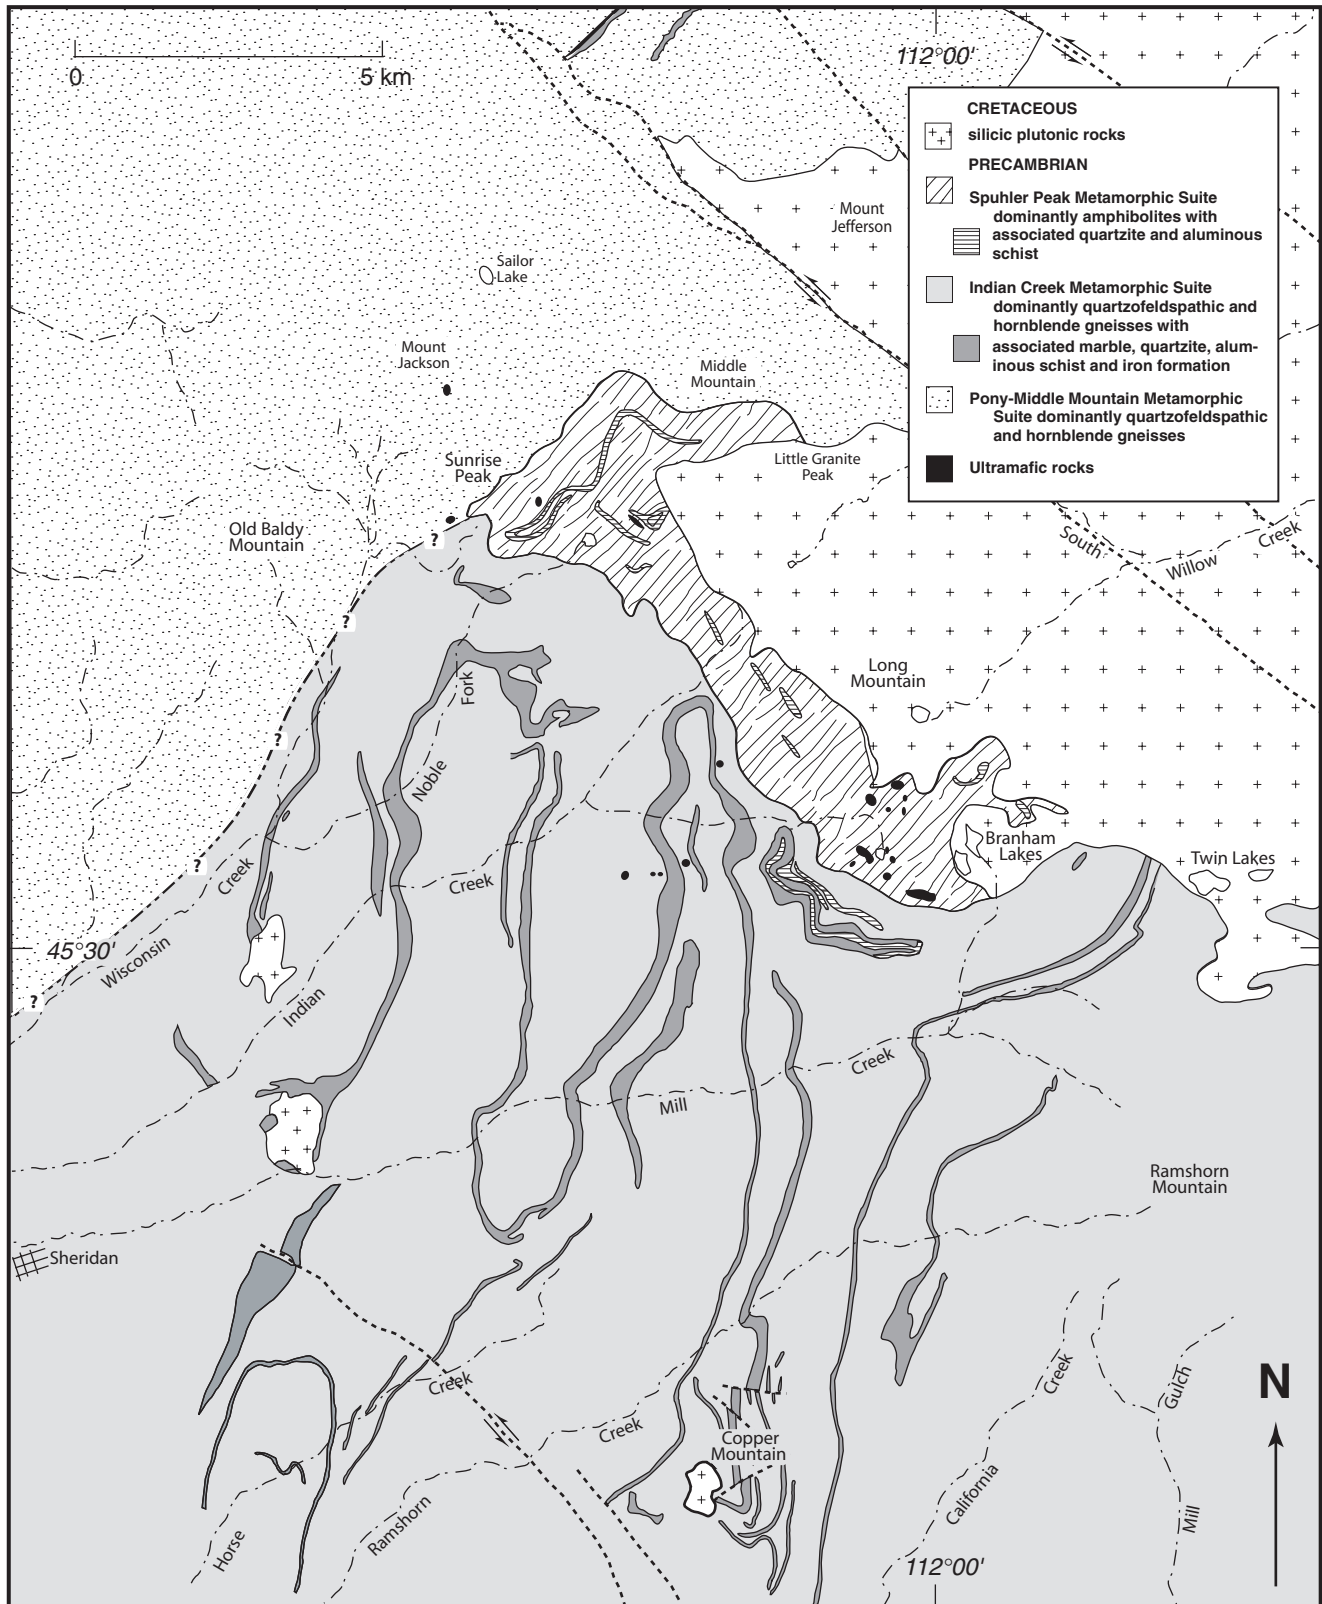 0
5 km
112°00'
CRETACEOUS
silicic plutonic rocks
PRECAMBRIAN
Spuhler Peak Metamorphic Suite
dominantly amphibolites with
associated quartzite and aluminous
schist
Indian Creek Metamorphic Suite
dominantly quartzofeldspathic and
hornblende gneisses with
associated marble, quartzite, alum-
inous schist and iron formation
Pony-Middle Mountain Metamorphic
Suite dominantly quartzofeldspathic
and hornblende gneisses
Ultramafic rocks
Mount
Jefferson
Sailor
Lake
Mount
Jackson
Middle
Mountain
Sunrise
Peak
Little Granite
Peak
Old Baldy
Mountain
?
South
Willow
Creek
?
Long
Mountain
Fork
?
Noble
Branham
Lakes
Twin Lakes
?
Creek
Creek
45°30'
Wisconsin
?
Indian
Creek
Mill
Ramshorn
Mountain
Sheridan
Creek
Creek
Creek
Gulch
N
Copper
Mountain
California
Mill
Ramshorn
Horse
112°00'